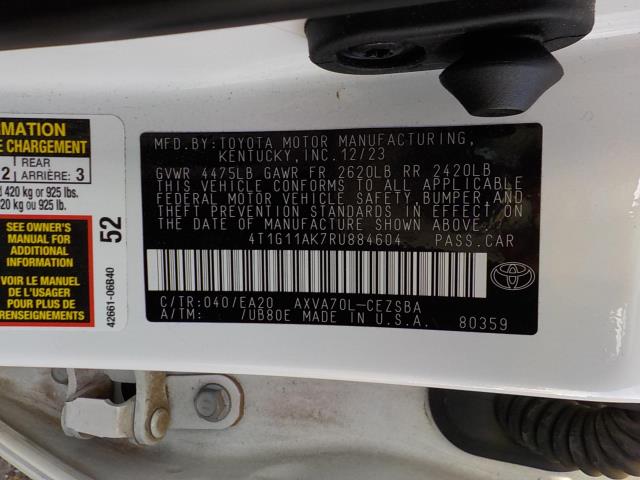 RMATION
E CHARGEMENT
2
REAR
ARRIÈRE: 3
d 420 kg or 925 lbs.
20 kg ou 925 lb.
SEE OWNER'S
MANUAL FOR
ADDITIONAL
INFORMATION
VOIR LE MANUEL
DE L'USAGER POUR
PLUS DE
RENSEIGNEMENTS
52
42661-06B40
MFD.BY:TOYOTA MOTOR MANUFACTURING,
KENTUCKY,INC.12/23
GVWR 4475LB GAWR FR 2620LB RR 2420LB
THIS VEHICLE CONFORMS TO ALL APPLICABLE
FEDERAL MOTOR VEHICLE SAFETY,BUMPER,AND
THEFT PREVENTION STANDARDS IN EFFECT ON
THE DATE OF MANUFACTURE SHOWN ABOVE.
4T1G11AK7RU884604 PASS.CAR
C/TR:040/EA20 AXVA70L-CEZSBA
A/TM: /UB80E MADE IN U.S.A. 80359